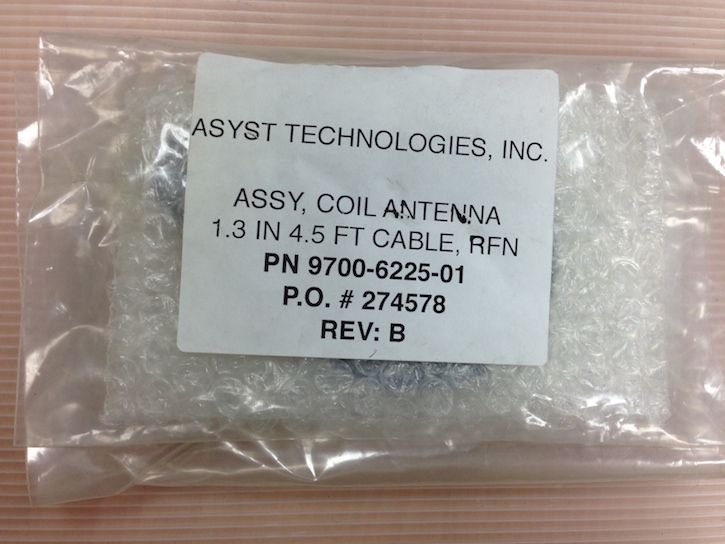 ASYST TECHNOLOGIES, INC.
ASSY, COIL ANTENNA
1.3 IN 4.5 FT CABLE, RFN
PN 9700-6225-01
P.O. # 274578
REV: B